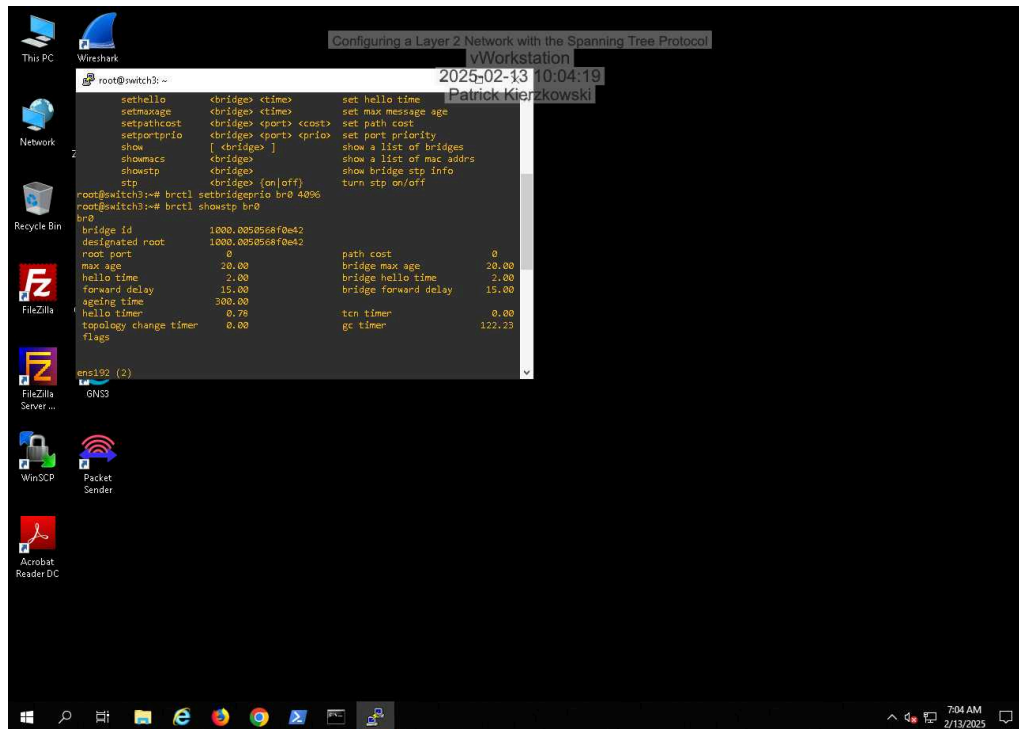 Configuring a Layer 2 Network with the Spanning Tree Protocol
vWorkstation
2025-02-13 10:04:19
Patrick Kierzkowski
This PC
Wireshark
Network
Recycle Bin
FileZilla
FileZilla
Server ...
GNS3
WinSCP
Packet
Sender
Acrobat
Reader DC
root@switch3: ~
sethello <bridge> <time> set hello time
setmaxage <bridge> <time> set max message age
setpathcost <bridge> <port> <cost> set path cost
setportprio <bridge> <port> <prio> set port priority
show [ <bridge> ] show a list of bridges
showmacs <bridge> show a list of mac addrs
showstp <bridge> show bridge stp info
stp <bridge> {on|off} turn stp on/off
root@switch3:~# brctl setbridgeprio br0 4096
root@switch3:~# brctl showstp br0
br0
bridge id 1000.0050568f0e42
designated root 1000.0050568f0e42
root port 0 path cost 0
max age 20.00 bridge max age 20.00
hello time 2.00 bridge hello time 2.00
forward delay 15.00 bridge forward delay 15.00
ageing time 300.00
hello timer 0.78 tcn timer 0.00
topology change timer 0.00 gc timer 122.23
flags
ens192 (2)
7:04 AM
2/13/2025